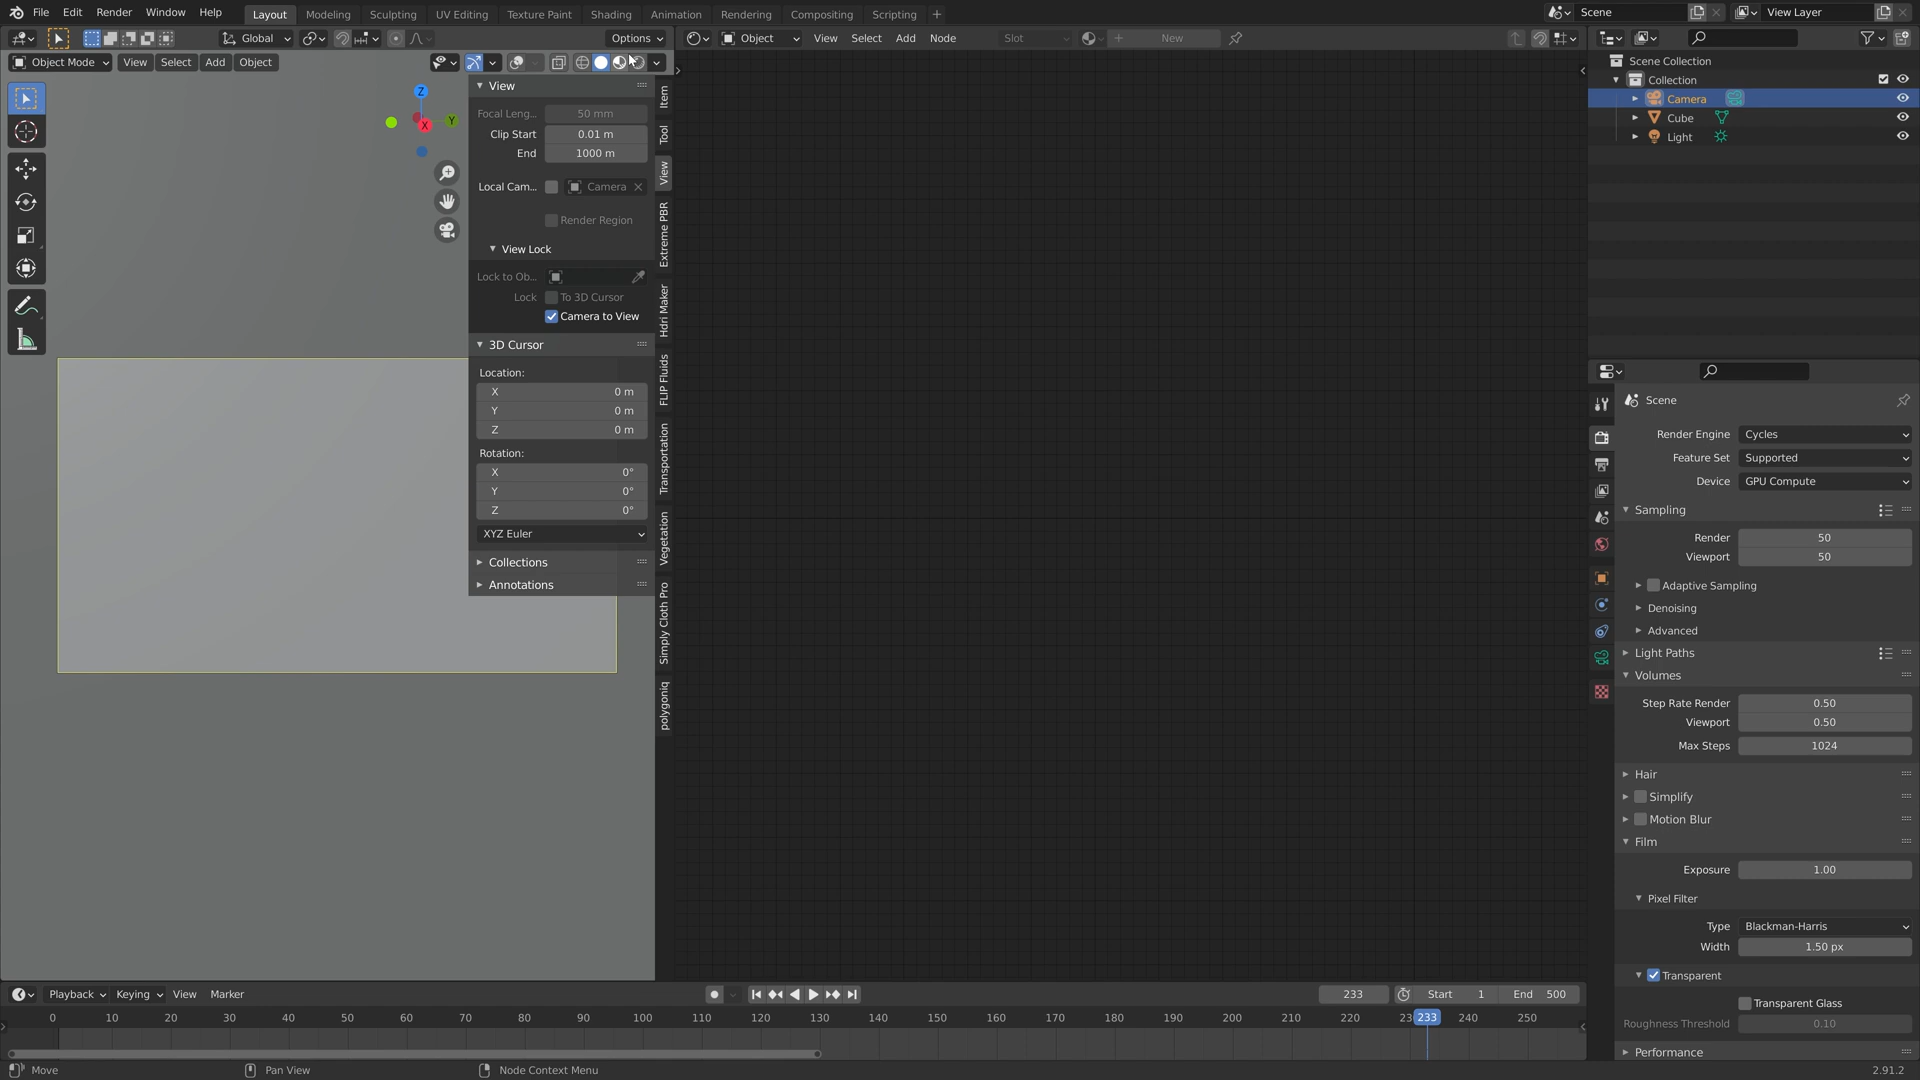 File Edit Render Window Help Layout Modeling Sculpting UV Editing Texture Paint Shading Animation Rendering Compositing Scripting + Scene View Layer
Global Options Object View Select Add Node Slot New
Object Mode View Select Add Object
View
Focal Leng... 50 mm
Clip Start 0.01 m
End 1000 m
Local Cam... Camera
Render Region
View Lock
Lock to Ob...
Lock To 3D Cursor
Camera to View
3D Cursor
Location:
X 0 m
Y 0 m
Z 0 m
Rotation:
X 0°
Y 0°
Z 0°
XYZ Euler
Collections
Annotations
Z
Y
X
Item
Tool
View
Extreme PBR
Hdri Maker
FLIP Fluids
Transportation
Vegetation
Simply Cloth Pro
polygoniq
Scene Collection
Collection
Camera
Cube
Light
Scene
Render Engine Cycles
Feature Set Supported
Device GPU Compute
Sampling
Render 50
Viewport 50
Adaptive Sampling
Denoising
Advanced
Light Paths
Volumes
Step Rate Render 0.50
Viewport 0.50
Max Steps 1024
Hair
Simplify
Motion Blur
Film
Exposure 1.00
Pixel Filter
Type Blackman-Harris
Width 1.50 px
Transparent
Transparent Glass
Roughness Threshold 0.10
Performance
Playback Keying View Marker 233 Start 1 End 500
0 10 20 30 40 50 60 70 80 90 100 110 120 130 140 150 160 170 180 190 200 210 220 23 233 240 250
Move Pan View Node Context Menu 2.91.2